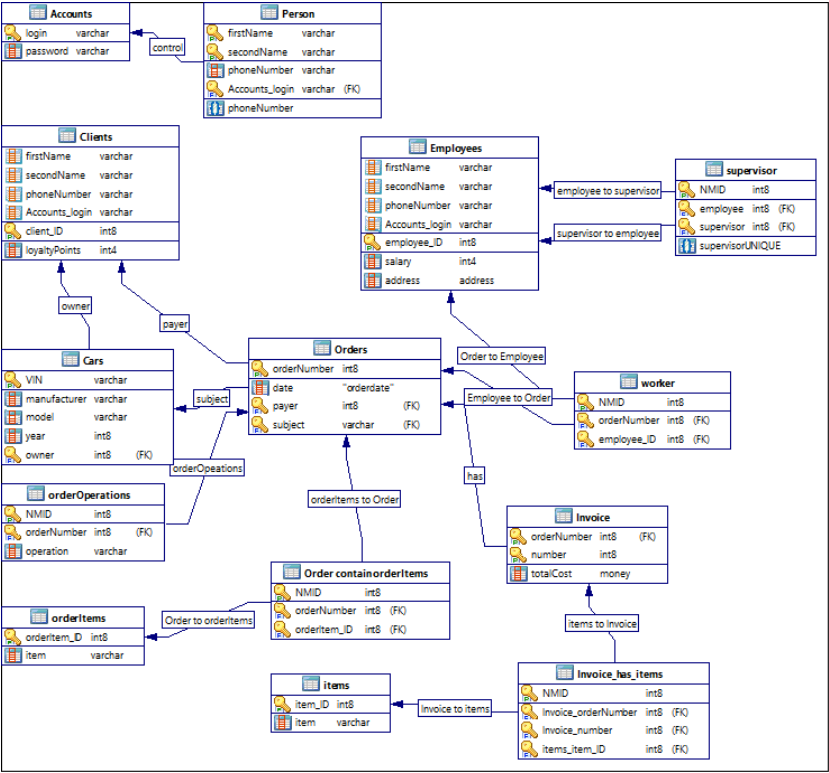 Accounts
login varchar
password varchar
control
Person
firstName varchar
secondName varchar
phoneNumber varchar
Accounts_login varchar (FK)
phoneNumber
Clients
firstName varchar
secondName varchar
phoneNumber varchar
Accounts_login varchar
client_ID int8
loyaltyPoints int4
Employees
firstName varchar
secondName varchar
phoneNumber varchar
Accounts_login varchar
employee_ID int8
salary int4
address address
employee to supervisor
supervisor to employee
supervisor
NMID int8
employee int8 (FK)
supervisor int8 (FK)
supervisorUNIQUE
owner
payer
Cars
VIN varchar
manufacturer varchar
model varchar
year int8
owner int8 (FK)
subject
orderOpeations
Orders
orderNumber int8
date "orderdate"
payer int8 (FK)
subject varchar (FK)
Order to Employee
Employee to Order
worker
NMID int8
orderNumber int8 (FK)
employee_ID int8 (FK)
has
orderOperations
NMID int8
orderNumber int8 (FK)
operation varchar
orderItems to Order
Invoice
orderNumber int8 (FK)
number int8
totalCost money
Order containorderItems
NMID int8
orderNumber int8 (FK)
orderItem_ID int8 (FK)
Order to orderItems
orderItems
orderItem_ID int8
item varchar
items to Invoice
items
item_ID int8
item varchar
Invoice to items
Invoice_has_items
NMID int8
Invoice_orderNumber int8 (FK)
Invoice_number int8 (FK)
items_item_ID int8 (FK)